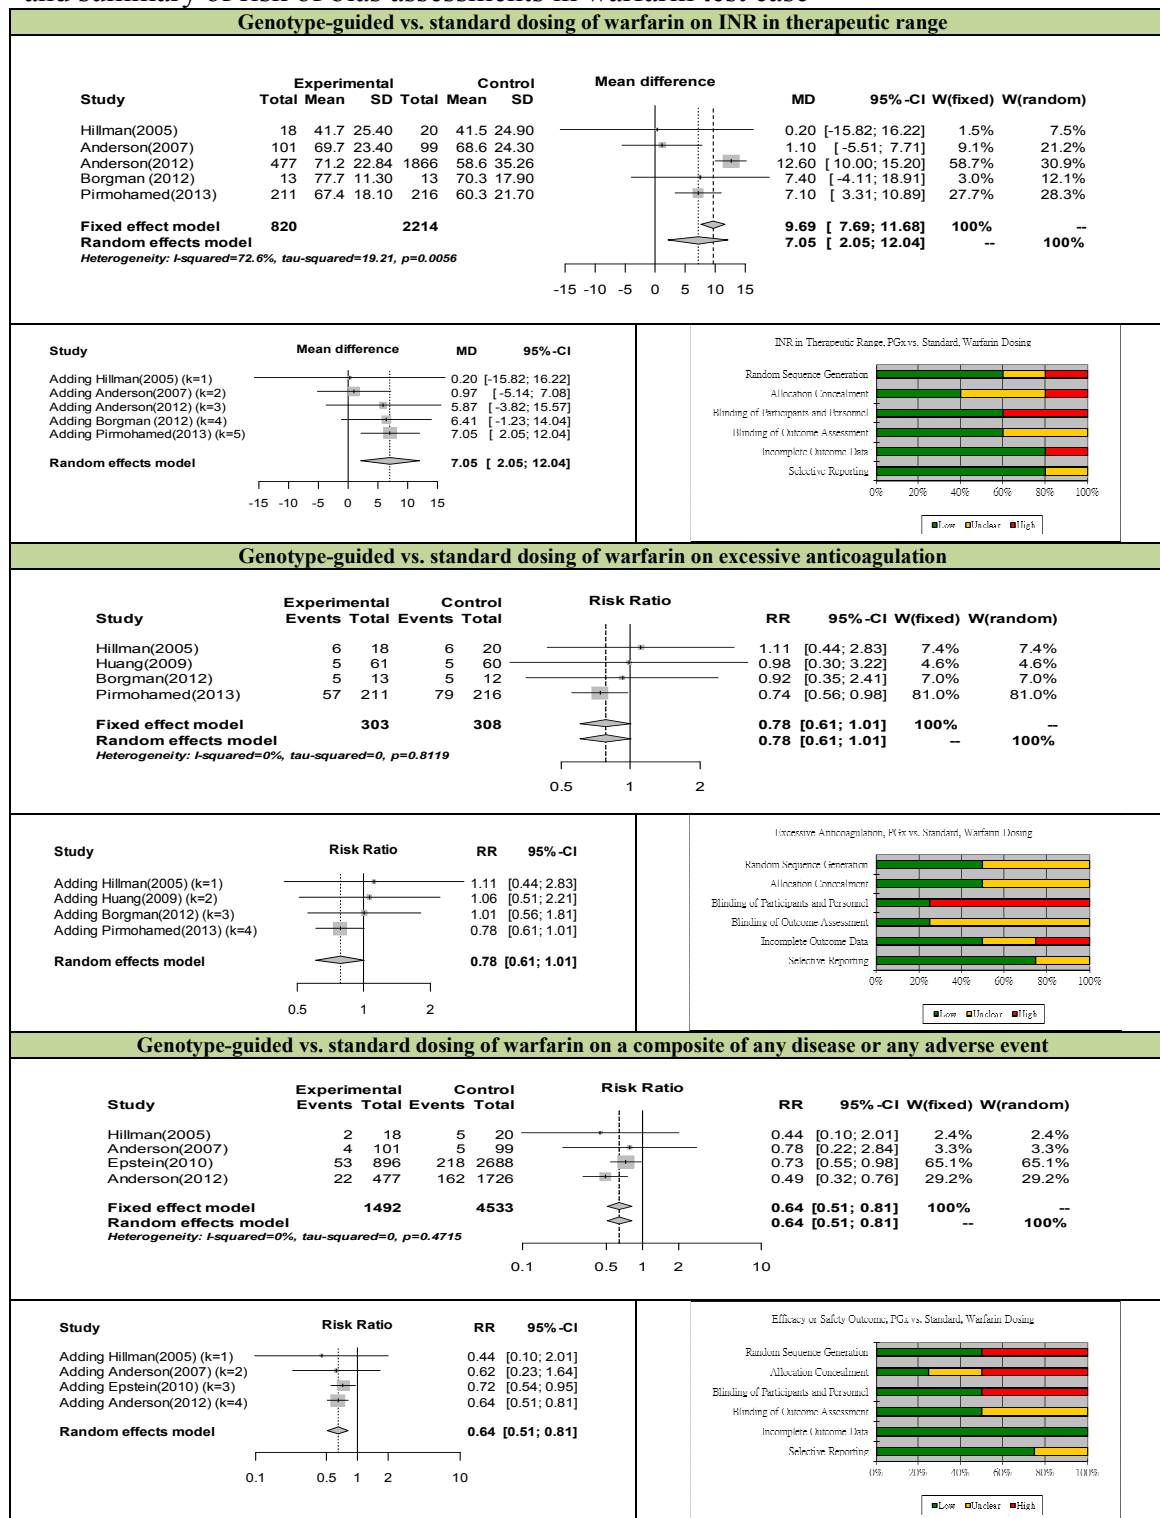 and summary of risk of bias assessments in warfarin test case
Genotype-guided vs. standard dosing of warfarin on INR in therapeutic range
Experimental Control Mean difference
Study Total Mean SD Total Mean SD MD 95%-CI W(fixed) W(random)
Hillman(2005) 18 41.7 25.40 20 41.5 24.90 0.20 [-15.82; 16.22] 1.5% 7.5%
Anderson(2007) 101 69.7 23.40 99 68.6 24.30 1.10 [ -5.51; 7.71] 9.1% 21.2%
Anderson(2012) 477 71.2 22.84 1866 58.6 35.26 12.60 [ 10.00; 15.20] 58.7% 30.9%
Borgman (2012) 13 77.7 11.30 13 70.3 17.90 7.40 [ -4.11; 18.91] 3.0% 12.1%
Pirmohamed(2013) 211 67.4 18.10 216 60.3 21.70 7.10 [ 3.31; 10.89] 27.7% 28.3%
Fixed effect model 820 2214 9.69 [ 7.69; 11.68] 100% --
Random effects model 7.05 [ 2.05; 12.04] -- 100%
Heterogeneity: I-squared=72.6%, tau-squared=19.21, p=0.0056
-15 -10 -5 0 5 10 15
Study Mean difference MD 95%-CI
Adding Hillman(2005) (k=1) 0.20 [-15.82; 16.22]
Adding Anderson(2007) (k=2) 0.97 [ -5.14; 7.08]
Adding Anderson(2012) (k=3) 5.87 [ -3.82; 15.57]
Adding Borgman (2012) (k=4) 6.41 [ -1.23; 14.04]
Adding Pirmohamed(2013) (k=5) 7.05 [ 2.05; 12.04]
Random effects model 7.05 [ 2.05; 12.04]
-15 -10 -5 0 5 10 15
INR in Therapeutic Range, PGx vs. Standard, Warfarin Dosing
Random Sequence Generation
Allocation Concealment
Blinding of Participants and Personnel
Blinding of Outcome Assessment
Incomplete Outcome Data
Selective Reporting
0% 20% 40% 60% 80% 100%
Low Unclear High
Genotype-guided vs. standard dosing of warfarin on excessive anticoagulation
Experimental Control Risk Ratio
Study Events Total Events Total RR 95%-CI W(fixed) W(random)
Hillman(2005) 6 18 6 20 1.11 [0.44; 2.83] 7.4% 7.4%
Huang(2009) 5 61 5 60 0.98 [0.30; 3.22] 4.6% 4.6%
Borgman(2012) 5 13 5 12 0.92 [0.35; 2.41] 7.0% 7.0%
Pirmohamed(2013) 57 211 79 216 0.74 [0.56; 0.98] 81.0% 81.0%
Fixed effect model 303 308 0.78 [0.61; 1.01] 100% --
Random effects model 0.78 [0.61; 1.01] -- 100%
Heterogeneity: I-squared=0%, tau-squared=0, p=0.8119
0.5 1 2
Study Risk Ratio RR 95%-CI
Adding Hillman(2005) (k=1) 1.11 [0.44; 2.83]
Adding Huang(2009) (k=2) 1.06 [0.51; 2.21]
Adding Borgman(2012) (k=3) 1.01 [0.56; 1.81]
Adding Pirmohamed(2013) (k=4) 0.78 [0.61; 1.01]
Random effects model 0.78 [0.61; 1.01]
0.5 1 2
Excessive Anticoagulation, PGx vs. Standard, Warfarin Dosing
Random Sequence Generation
Allocation Concealment
Blinding of Participants and Personnel
Blinding of Outcome Assessment
Incomplete Outcome Data
Selective Reporting
0% 20% 40% 60% 80% 100%
Low Unclear High
Genotype-guided vs. standard dosing of warfarin on a composite of any disease or any adverse event
Experimental Control Risk Ratio
Study Events Total Events Total RR 95%-CI W(fixed) W(random)
Hillman(2005) 2 18 5 20 0.44 [0.10; 2.01] 2.4% 2.4%
Anderson(2007) 4 101 5 99 0.78 [0.22; 2.84] 3.3% 3.3%
Epstein(2010) 53 896 218 2688 0.73 [0.55; 0.98] 65.1% 65.1%
Anderson(2012) 22 477 162 1726 0.49 [0.32; 0.76] 29.2% 29.2%
Fixed effect model 1492 4533 0.64 [0.51; 0.81] 100% --
Random effects model 0.64 [0.51; 0.81] -- 100%
Heterogeneity: I-squared=0%, tau-squared=0, p=0.4715
0.1 0.5 1 2 10
Study Risk Ratio RR 95%-CI
Adding Hillman(2005) (k=1) 0.44 [0.10; 2.01]
Adding Anderson(2007) (k=2) 0.62 [0.23; 1.64]
Adding Epstein(2010) (k=3) 0.72 [0.54; 0.95]
Adding Anderson(2012) (k=4) 0.64 [0.51; 0.81]
Random effects model 0.64 [0.51; 0.81]
0.1 0.5 1 2 10
Efficacy or Safety Outcome, PGx vs. Standard, Warfarin Dosing
Random Sequence Generation
Allocation Concealment
Blinding of Participants and Personnel
Blinding of Outcome Assessment
Incomplete Outcome Data
Selective Reporting
0% 20% 40% 60% 80% 100%
Low Unclear High